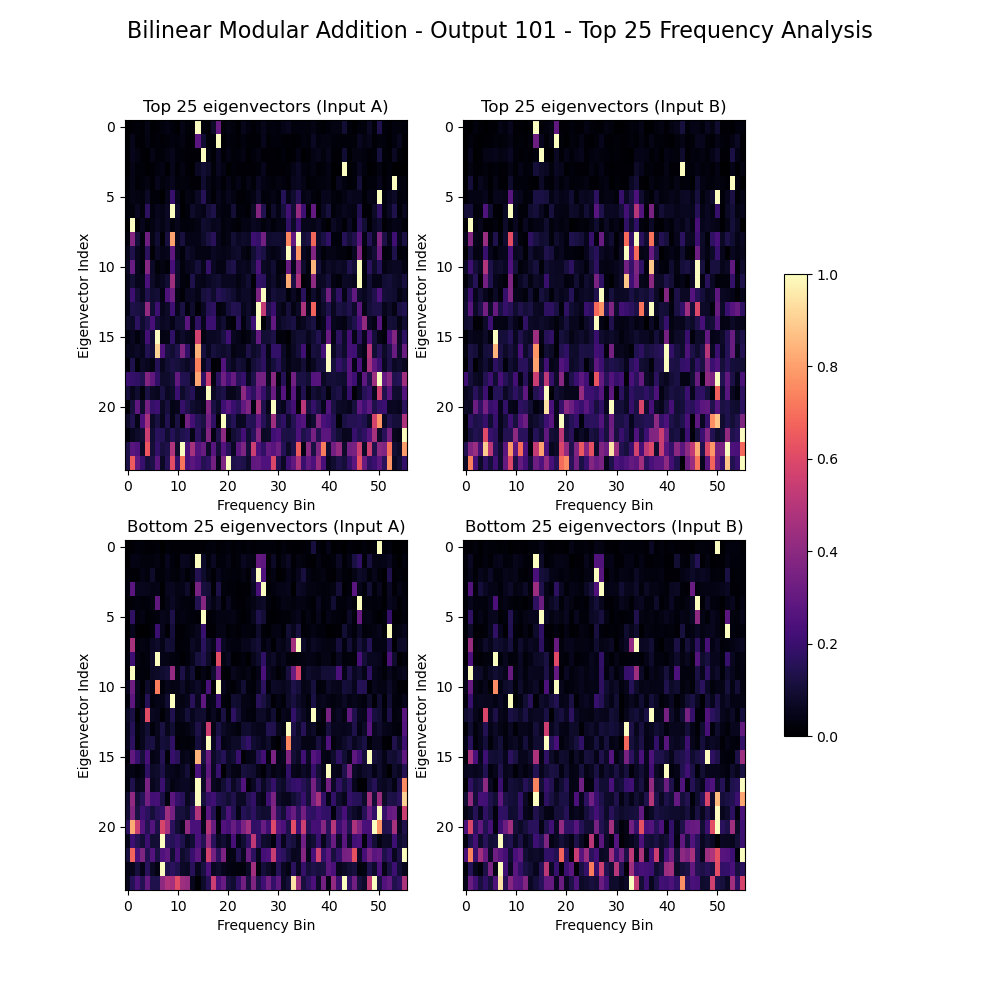 Bilinear Modular Addition - Output 101 - Top 25 Frequency Analysis
Top 25 eigenvectors (Input A)
Top 25 eigenvectors (Input B)
0
5
10
15
20
Eigenvector Index
0 10 20 30 40 50
Frequency Bin
0
5
10
15
20
Eigenvector Index
0 10 20 30 40 50
Frequency Bin
Bottom 25 eigenvectors (Input A)
Bottom 25 eigenvectors (Input B)
0
5
10
15
20
Eigenvector Index
0 10 20 30 40 50
Frequency Bin
0
5
10
15
20
Eigenvector Index
0 10 20 30 40 50
Frequency Bin
1.0
0.8
0.6
0.4
0.2
0.0